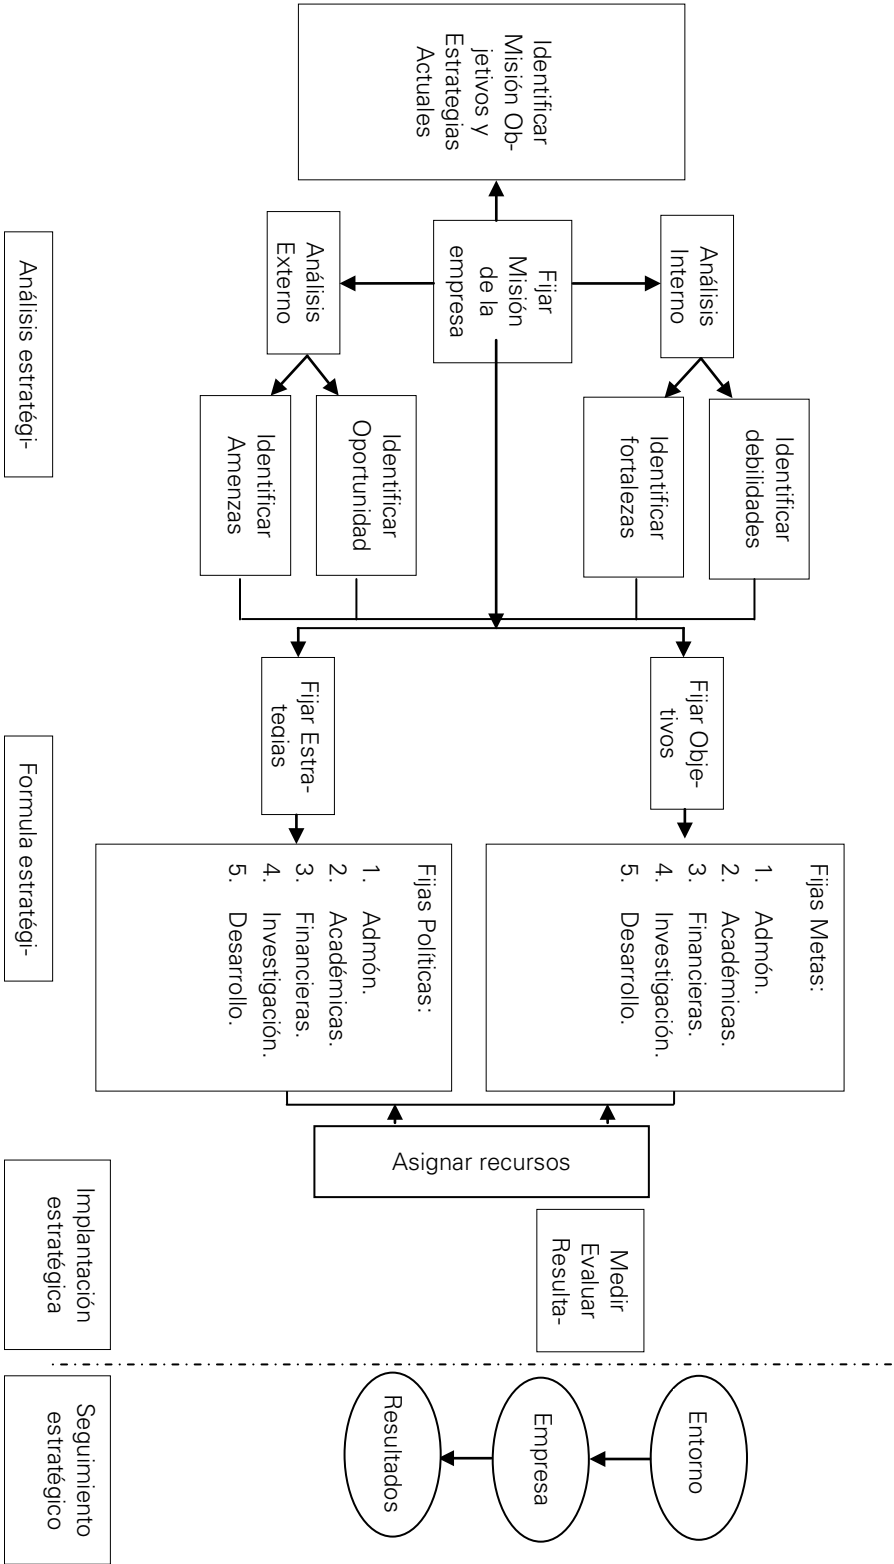 Identificar
Misión Ob-
jetivos y
Estrategias
Actuales
Análisis
Interno
Fijar
Misión
de la
empresa
Análisis
Externo
Identificar
debilidades
Identificar
fortalezas
Identificar
Oportunidad
Identificar
Amenzas
Fijar Obje-
tivos
Fijar Estra-
tegias
Fijas Metas:
1. Admón.
2. Académicas.
3. Financieras.
4. Investigación.
5. Desarrollo.
Fijas Políticas:
1. Admón.
2. Académicas.
3. Financieras.
4. Investigación.
5. Desarrollo.
Asignar recursos
Medir
Evaluar
Resulta-
Entorno
Empresa
Resultados
Análisis estratégi-
Formula estratégi-
Implantación
estratégica
Seguimiento
estratégico